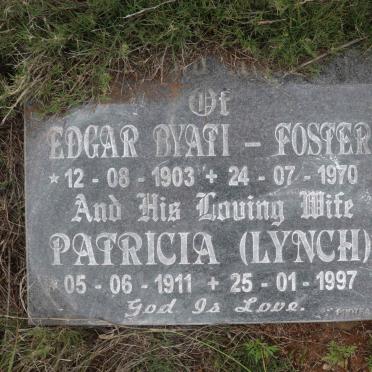 Of
EDGAR BYATT - FOSTER
* 12 - 08 - 1903 + 24 - 07 - 1970
And His Loving Wife
PATRICIA (LYNCH)
* 05 - 06 - 1911 + 25 - 01 - 1997
God Is Love.